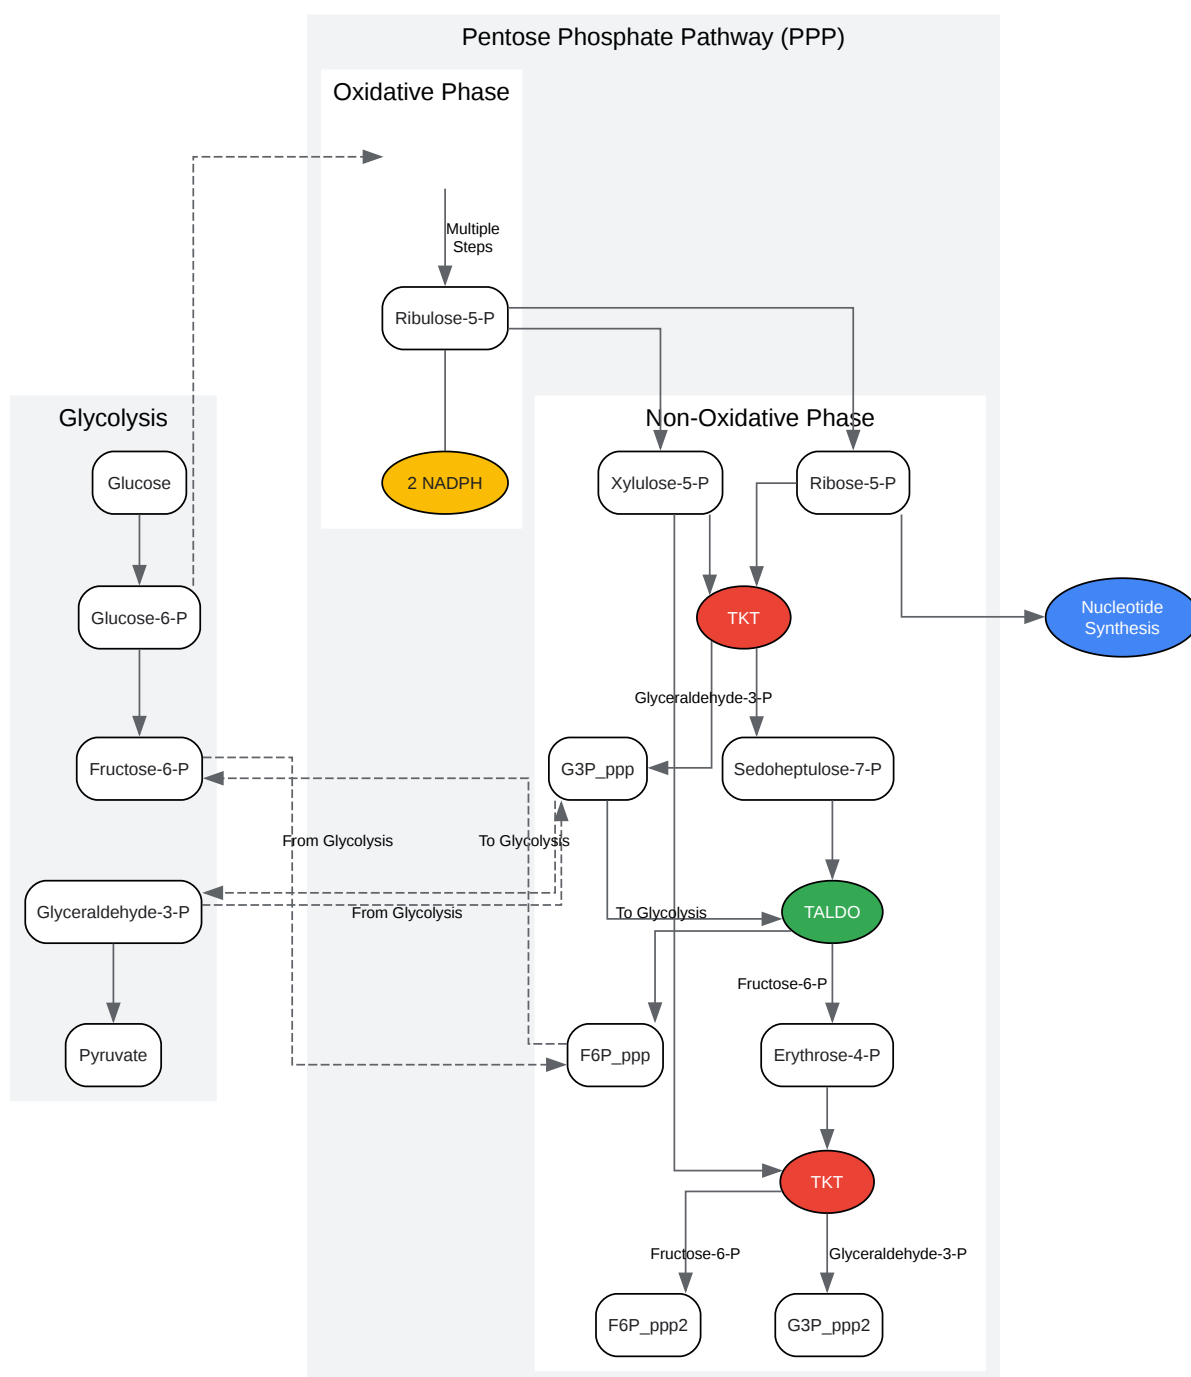 Pentose Phosphate Pathway (PPP)
Oxidative Phase
Multiple
Steps
Ribulose-5-P
Glycolysis
Non-Oxidative Phase
Glucose
2 NADPH
Xylulose-5-P
Ribose-5-P
Glucose-6-P
TKT
Nucleotide
Synthesis
Glyceraldehyde-3-P
Fructose-6-P
G3P_ppp
Sedoheptulose-7-P
From Glycolysis
To Glycolysis
Glyceraldehyde-3-P
From Glycolysis
To Glycolysis
TALDO
Fructose-6-P
Pyruvate
F6P_ppp
Erythrose-4-P
TKT
Fructose-6-P
Glyceraldehyde-3-P
F6P_ppp2
G3P_ppp2